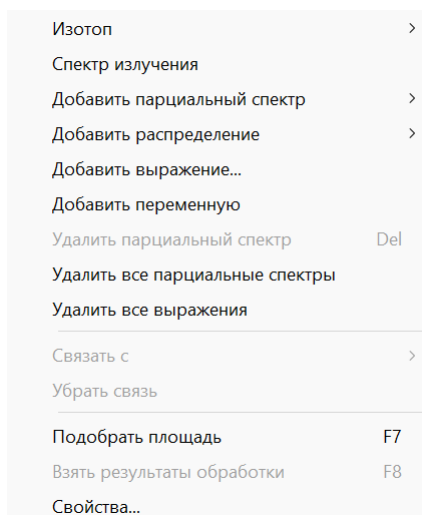 Изотоп
Спектр излучения
Добавить парциальный спектр
Добавить распределение
Добавить выражение...
Добавить переменную
Удалить парциальный спектр Del
Удалить все парциальные спектры
Удалить все выражения
Связать с
Убрать связь
Подобрать площадь F7
Взять результаты обработки F8
Свойства...